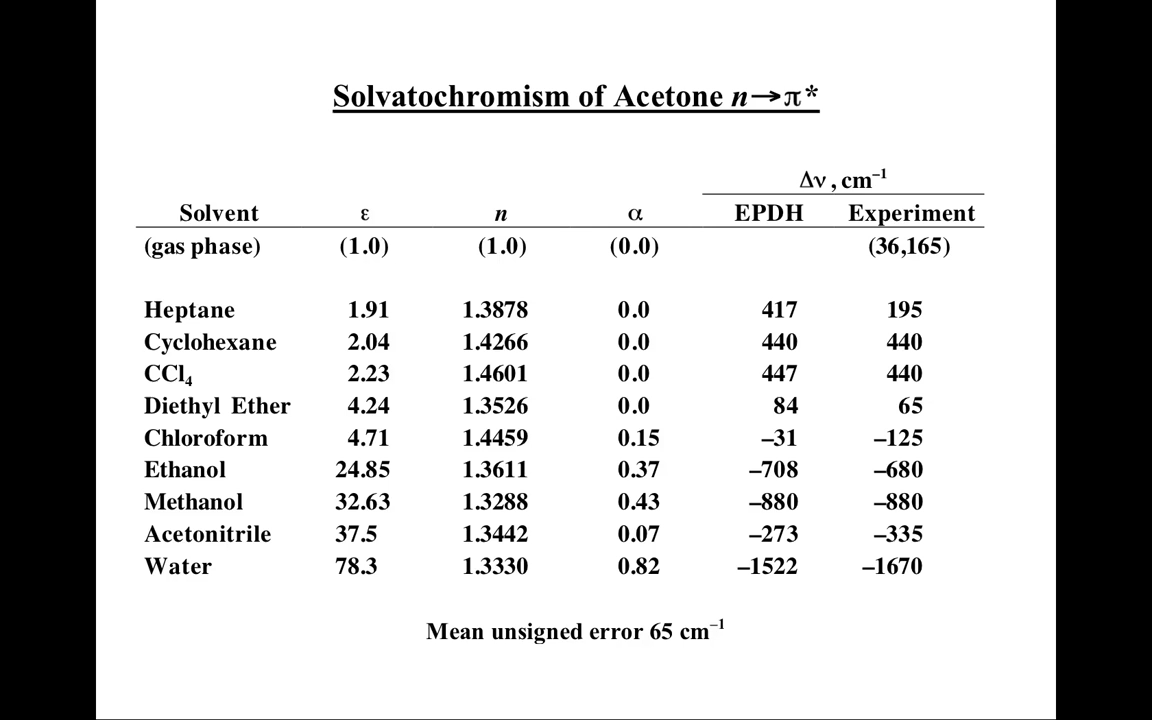 Solvatochromism of Acetone n→π*
Δν , cm–1
Solvent ε n α EPDH Experiment
(gas phase) (1.0) (1.0) (0.0) (36,165)
Heptane 1.91 1.3878 0.0 417 195
Cyclohexane 2.04 1.4266 0.0 440 440
CCl4 2.23 1.4601 0.0 447 440
Diethyl Ether 4.24 1.3526 0.0 84 65
Chloroform 4.71 1.4459 0.15 –31 –125
Ethanol 24.85 1.3611 0.37 –708 –680
Methanol 32.63 1.3288 0.43 –880 –880
Acetonitrile 37.5 1.3442 0.07 –273 –335
Water 78.3 1.3330 0.82 –1522 –1670
Mean unsigned error 65 cm–1